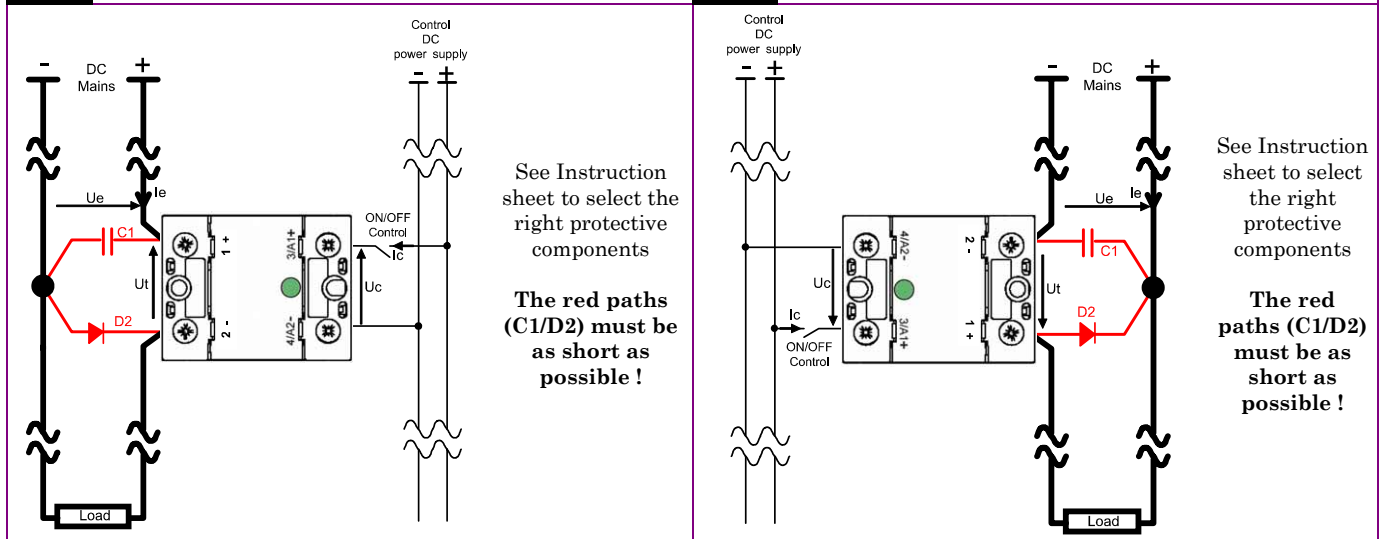 Control
DC
power supply
- +
- DC +
Mains
Ue Ie
C1
1 +
3/A1+
ON/OFF
Control
Ic
Ut
Uc
D2
2 -
4/A2-
Load
See Instruction
sheet to select the
right protective
components
The red paths
(C1/D2) must be
as short as
possible !
Control
DC
power supply
- +
- DC +
Mains
Ue Ie
4/A2-
2 -
C1
Uc
Ut
Ic
ON/OFF
Control
3/A1+
1 +
D2
Load
See Instruction
sheet to select
the right
protective
components
The red
paths (C1/D2)
must be as
short as
possible !